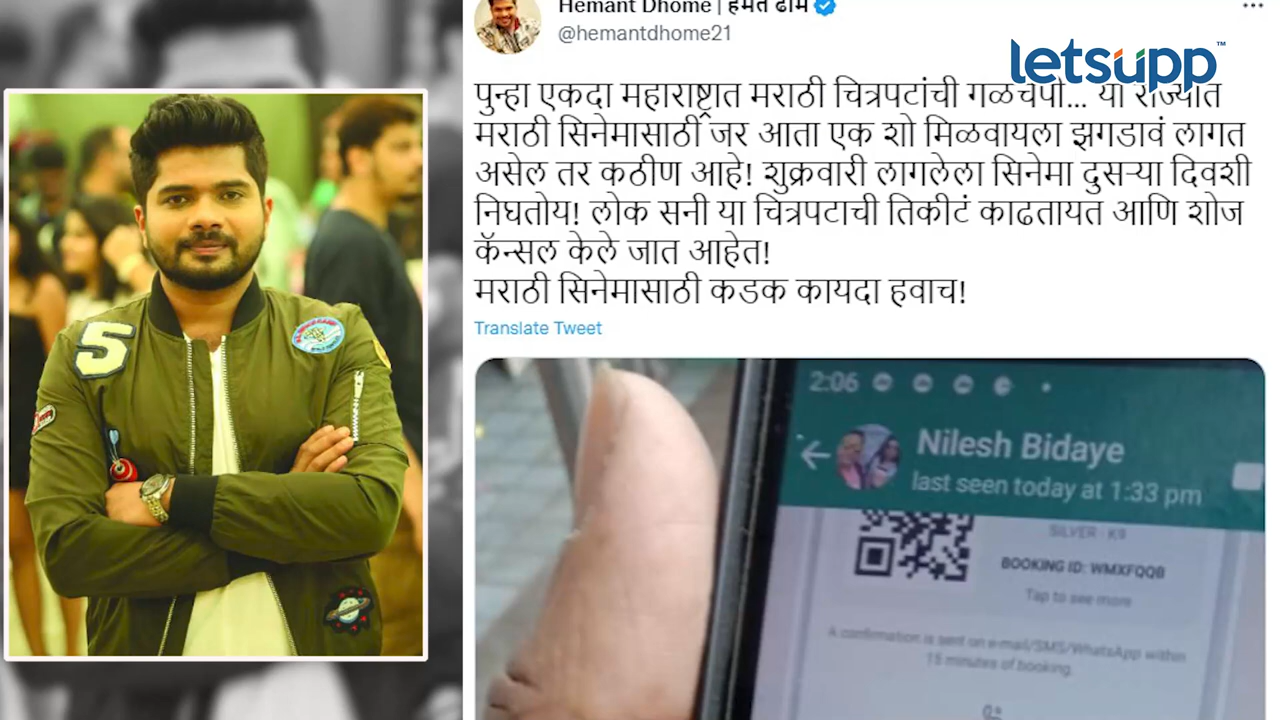 Hemant Dhome | हेमंत ढोमे
@hemantdhome21
letsupp™
पुन्हा एकदा महाराष्ट्रात मराठी चित्रपटांची गळचेपी... या राज्यात
मराठी सिनेमासाठी जर आता एक शो मिळवायला झगडावं लागत
असेल तर कठीण आहे! शुक्रवारी लागलेला सिनेमा दुसऱ्या दिवशी
निघतोय! लोक सनी या चित्रपटाची तिकीटं काढतायत आणि शोज
कॅन्सल केले जात आहेत!
मराठी सिनेमासाठी कडक कायदा हवाच!
Translate Tweet
5
2:06
Nilesh Bidaye
last seen today at 1:33 pm
SILVER - K9
BOOKING ID: WMXFQQB
Tap to see more
A confirmation is sent on e-mail/SMS/WhatsApp within
15 minutes of booking.